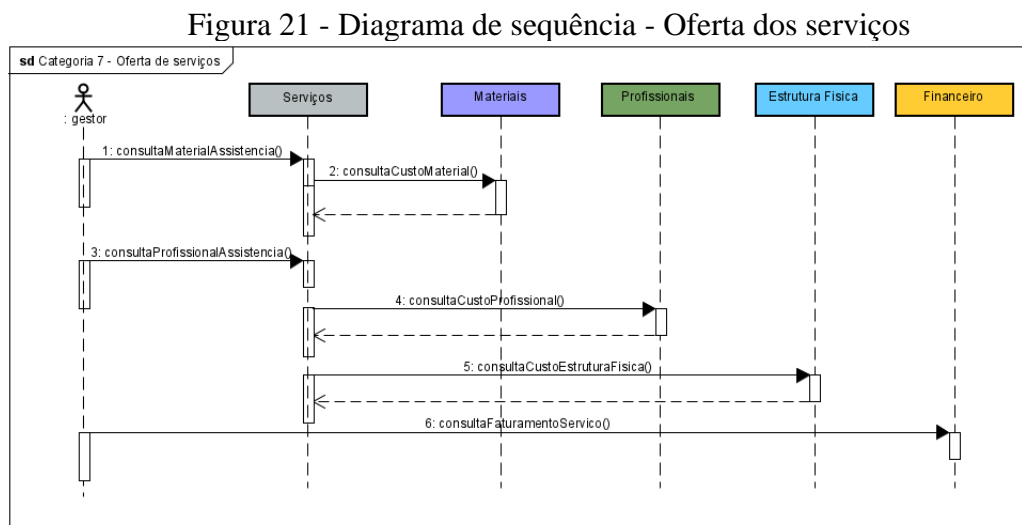 Figura 21 - Diagrama de sequência - Oferta dos serviços
sd Categoria 7 - Oferta de serviços
: gestor
Serviços
Materiais
Profissionais
Estrutura Fisica
Financeiro
1: consultaMaterialAssistencia()
2: consultaCustoMaterial()
3: consultaProfissionalAssistencia()
4: consultaCustoProfissional()
5: consultaCustoEstruturaFisica()
6: consultaFaturamentoServico()